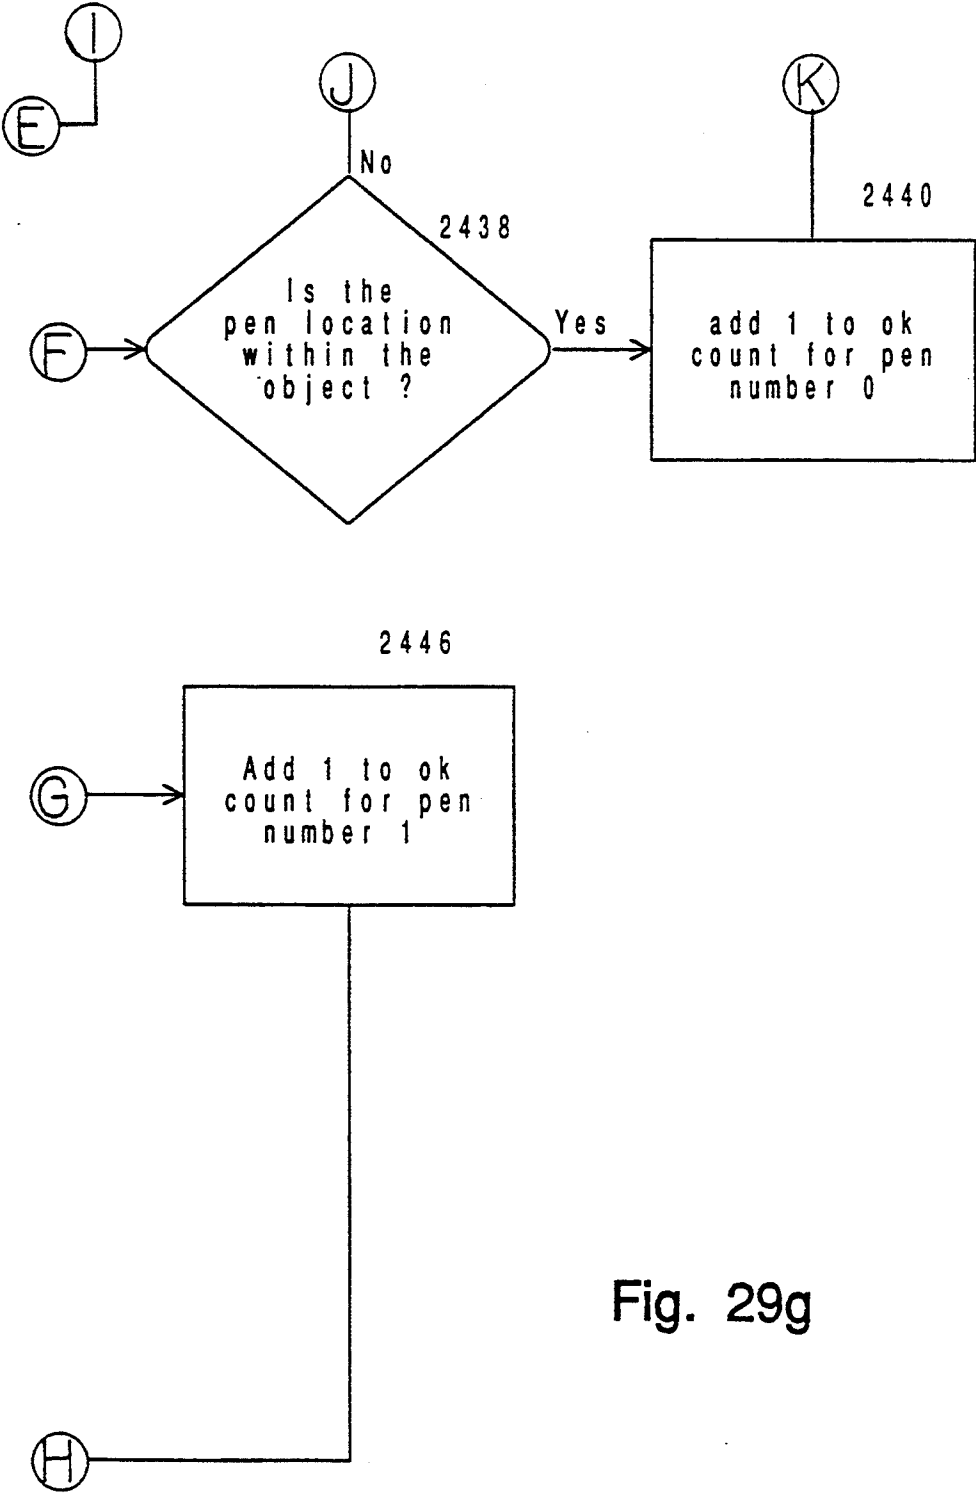 I
E
J
K
No
2440
2438
Is the
pen location
within the
object ?
F
Yes
add 1 to ok
count for pen
number 0
2446
G
Add 1 to ok
count for pen
number 1
Fig. 29g
H